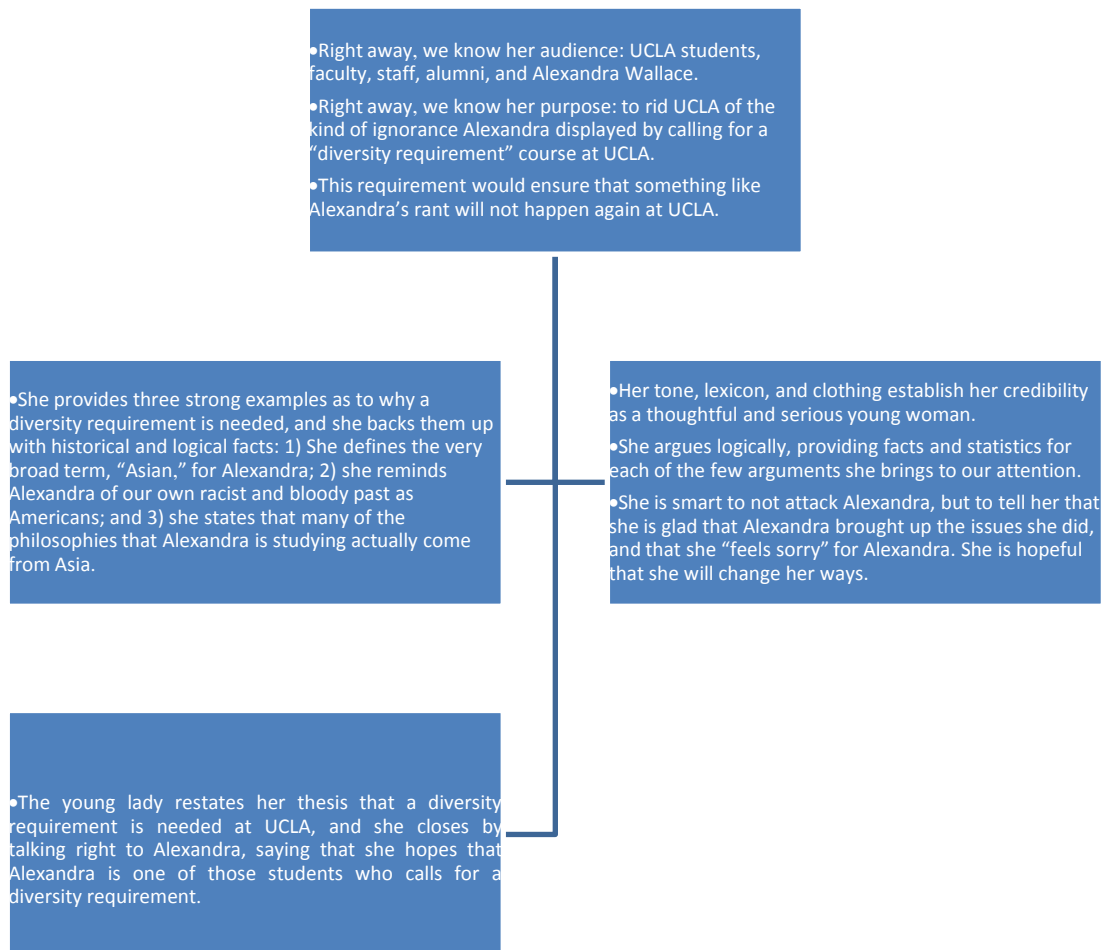 •Right away, we know her audience: UCLA students,
faculty, staff, alumni, and Alexandra Wallace.
•Right away, we know her purpose: to rid UCLA of the
kind of ignorance Alexandra displayed by calling for a
“diversity requirement” course at UCLA.
•This requirement would ensure that something like
Alexandra’s rant will not happen again at UCLA.
•She provides three strong examples as to why a
diversity requirement is needed, and she backs them up
with historical and logical facts: 1) She defines the very
broad term, “Asian,” for Alexandra; 2) she reminds
Alexandra of our own racist and bloody past as
Americans; and 3) she states that many of the
philosophies that Alexandra is studying actually come
from Asia.
•Her tone, lexicon, and clothing establish her credibility
as a thoughtful and serious young woman.
•She argues logically, providing facts and statistics for
each of the few arguments she brings to our attention.
•She is smart to not attack Alexandra, but to tell her that
she is glad that Alexandra brought up the issues she did,
and that she “feels sorry” for Alexandra. She is hopeful
that she will change her ways.
•The young lady restates her thesis that a diversity
requirement is needed at UCLA, and she closes by
talking right to Alexandra, saying that she hopes that
Alexandra is one of those students who calls for a
diversity requirement.